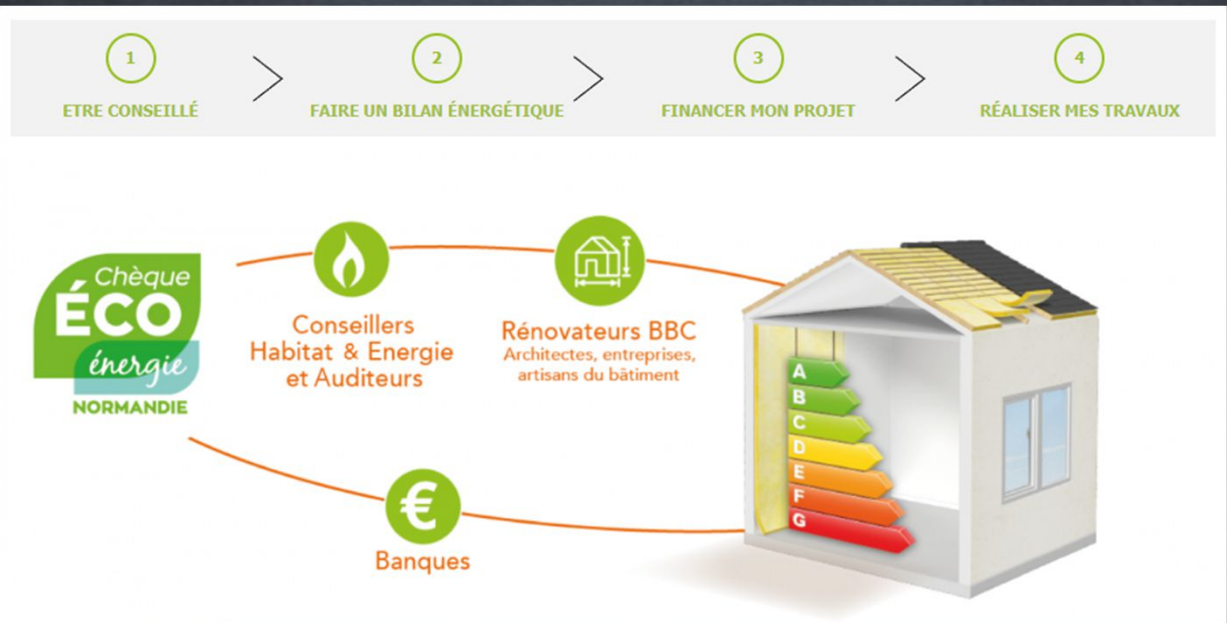 1
2
3
4
ETRE CONSEILLÉ
FAIRE UN BILAN ÉNERGÉTIQUE
FINANCER MON PROJET
RÉALISER MES TRAVAUX
Chèque
ÉCO
énergie
NORMANDIE
Conseillers
Habitat & Energie
et Auditeurs
Rénovateurs BBC
Architectes, entreprises,
artisans du bâtiment
€
Banques
A
B
C
D
E
F
G